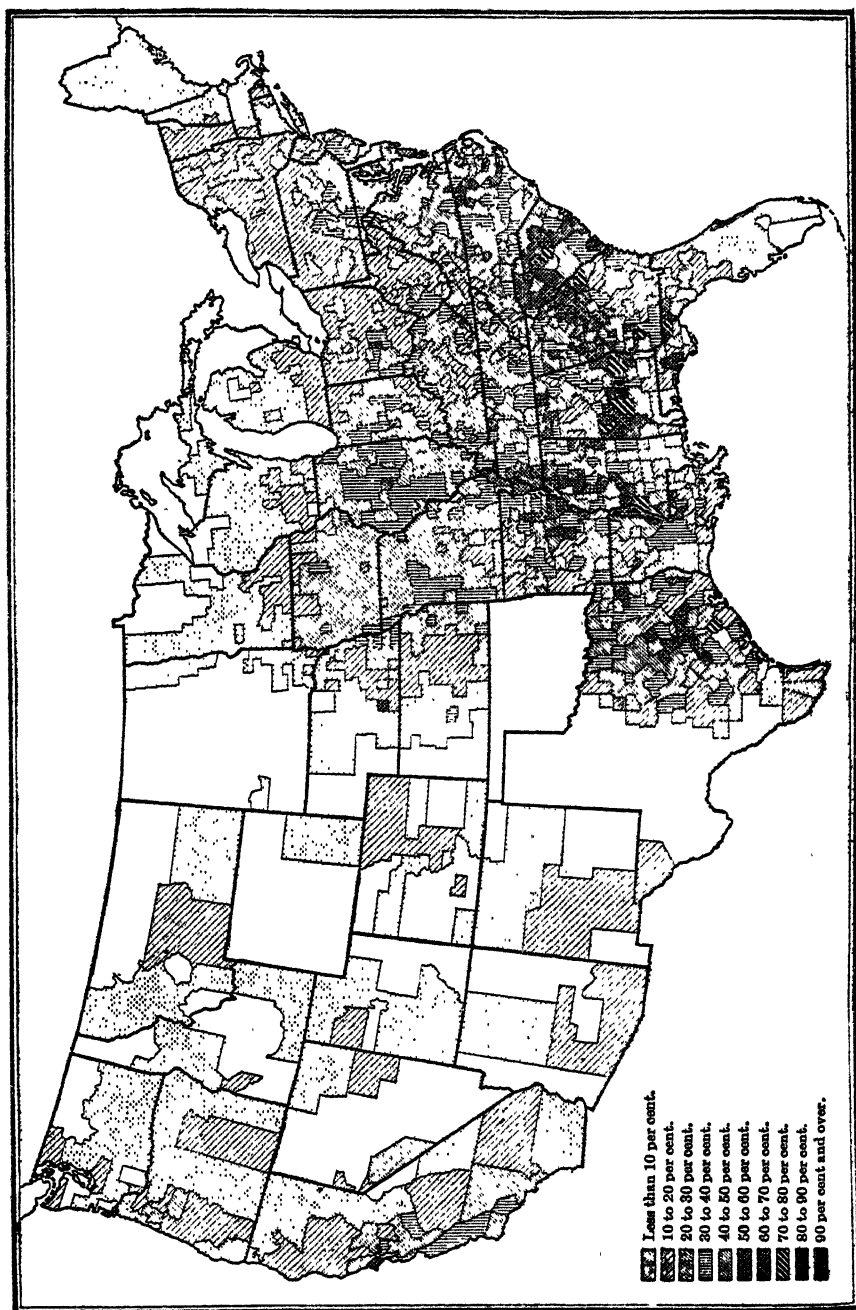 Less than 10 per cent.
10 to 20 per cent.
20 to 30 per cent.
30 to 40 per cent.
40 to 50 per cent.
50 to 60 per cent.
60 to 70 per cent.
70 to 80 per cent.
80 to 90 per cent.
90 per cent and over.